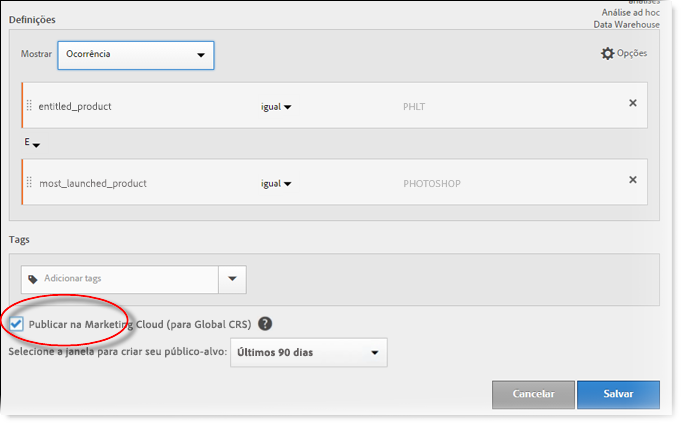 análises
Análise ad hoc
Data Warehouse
Definições
Mostrar Ocorrência Opções
entitled_product igual PHLT
E
most_launched_product igual PHOTOSHOP
Tags
Adicionar tags
Publicar na Marketing Cloud (para Global CRS) ?
Selecione a janela para criar seu público-alvo: Últimos 90 dias
Cancelar Salvar